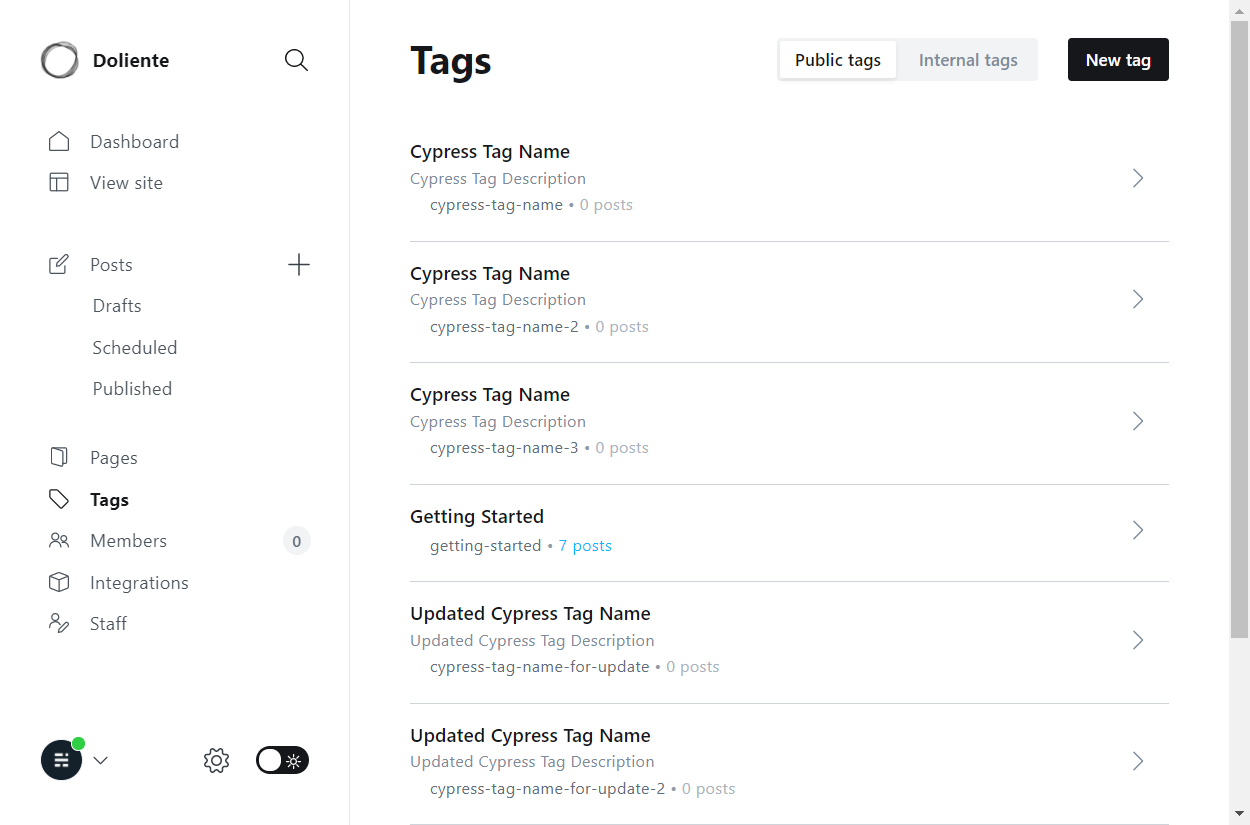 Doliente
Dashboard
View site
Posts
Drafts
Scheduled
Published
Pages
Tags
Members 0
Integrations
Staff
Tags
Public tags
Internal tags
New tag
Cypress Tag Name
Cypress Tag Description
cypress-tag-name • 0 posts
Cypress Tag Name
Cypress Tag Description
cypress-tag-name-2 • 0 posts
Cypress Tag Name
Cypress Tag Description
cypress-tag-name-3 • 0 posts
Getting Started
getting-started • 7 posts
Updated Cypress Tag Name
Updated Cypress Tag Description
cypress-tag-name-for-update • 0 posts
Updated Cypress Tag Name
Updated Cypress Tag Description
cypress-tag-name-for-update-2 • 0 posts